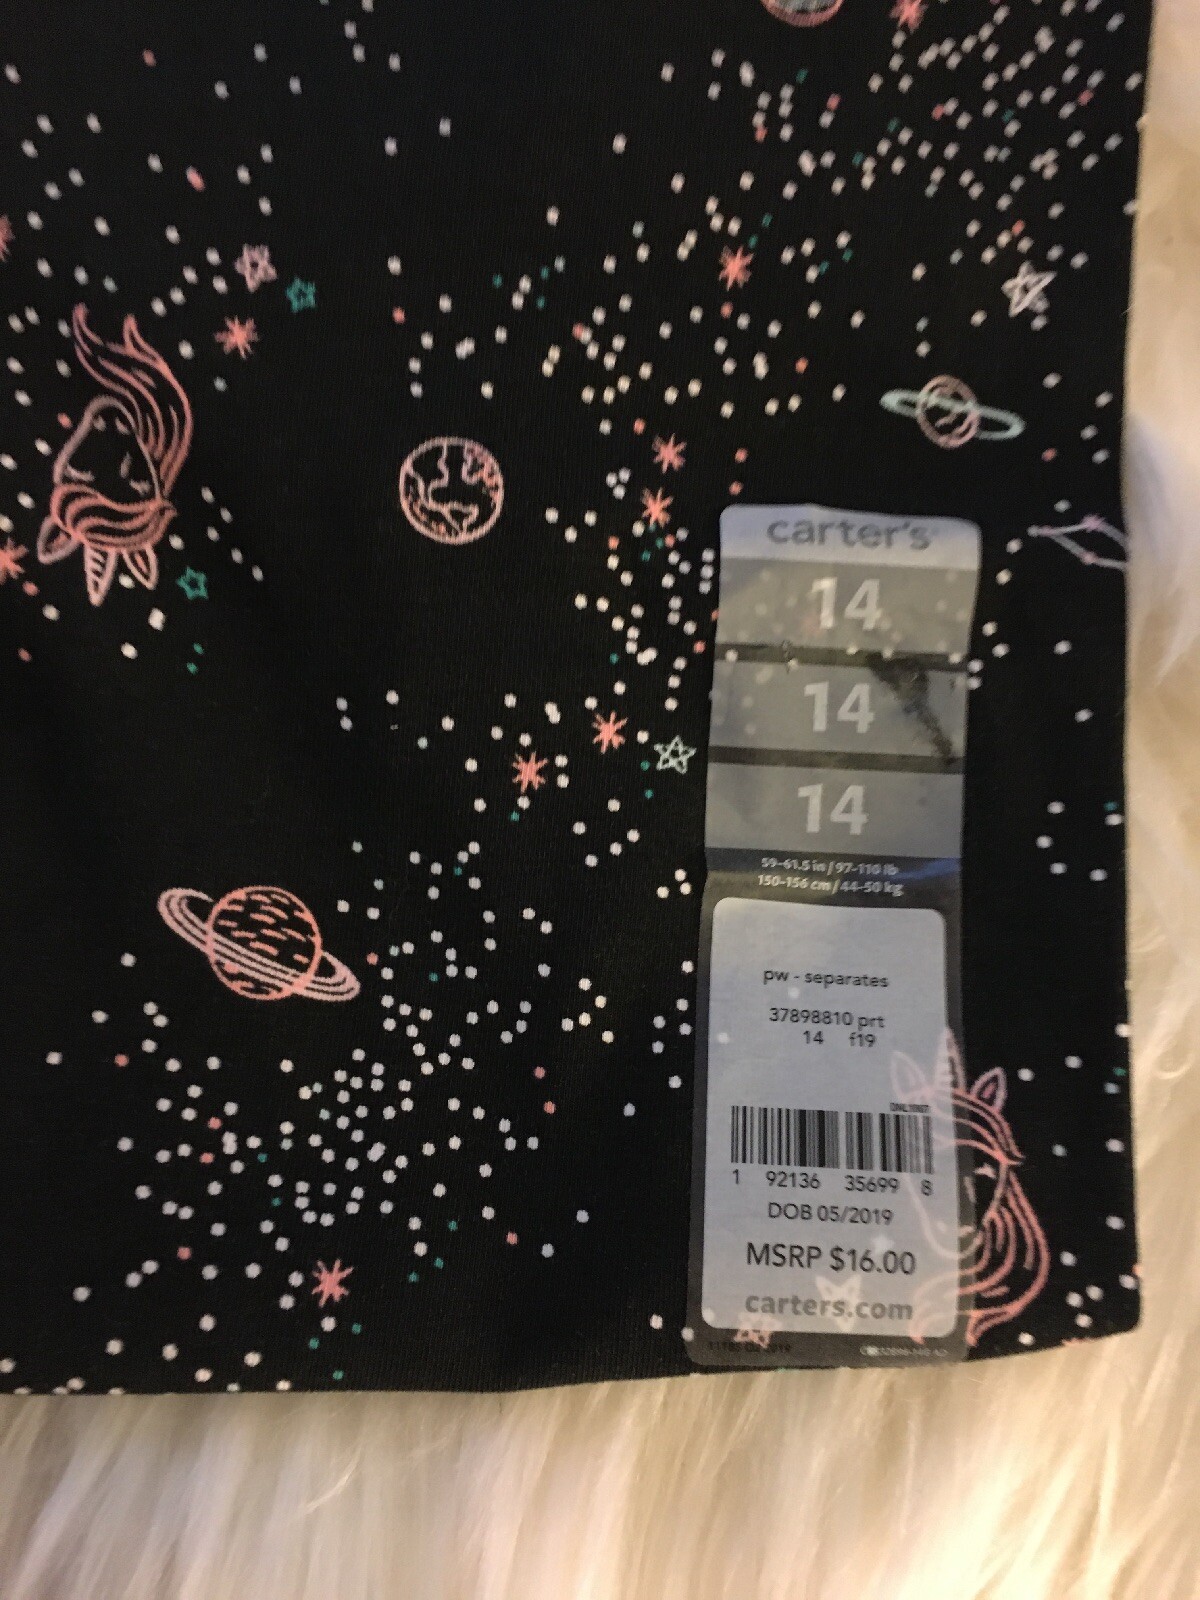 carter's
14
14
14
59-61.5 in / 97-110 lb
150-156 cm / 44-50 kg
pw - separates
37898810 prt
14 f19
1 92136 35699 8
DOB 05/2019
MSRP $16.00
carters.com